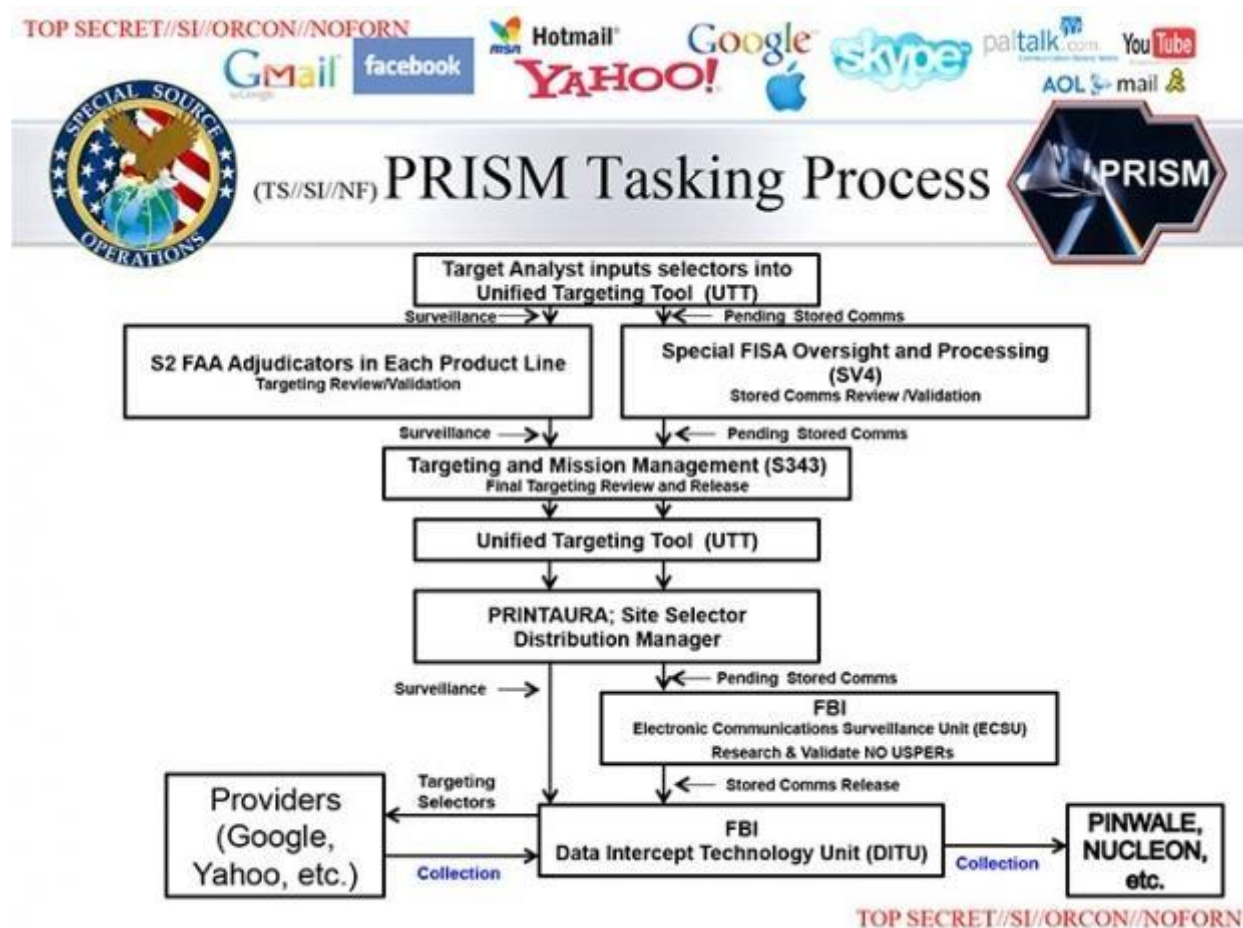 TOP SECRET//SI//ORCON//NOFORN
GMail
by Google
facebook
msn Hotmail
YAHOO!
Google
skype
paltalk.com
You Tube
AOL mail
SPECIAL SOURCE OPERATIONS
(TS//SI//NF) PRISM Tasking Process
PRISM
Target Analyst inputs selectors into
Unified Targeting Tool (UTT)
Surveillance
Pending Stored Comms
S2 FAA Adjudicators in Each Product Line
Targeting Review/Validation
Special FISA Oversight and Processing
(SV4)
Stored Comms Review /Validation
Surveillance
Pending Stored Comms
Targeting and Mission Management (S343)
Final Targeting Review and Release
Unified Targeting Tool (UTT)
PRINTAURA; Site Selector
Distribution Manager
Surveillance
Pending Stored Comms
FBI
Electronic Communications Surveillance Unit (ECSU)
Research & Validate NO USPERs
Stored Comms Release
Targeting
Selectors
Providers
(Google,
Yahoo, etc.)
Collection
FBI
Data Intercept Technology Unit (DITU)
Collection
PINWALE,
NUCLEON,
etc.
TOP SECRET//SI//ORCON//NOFORN